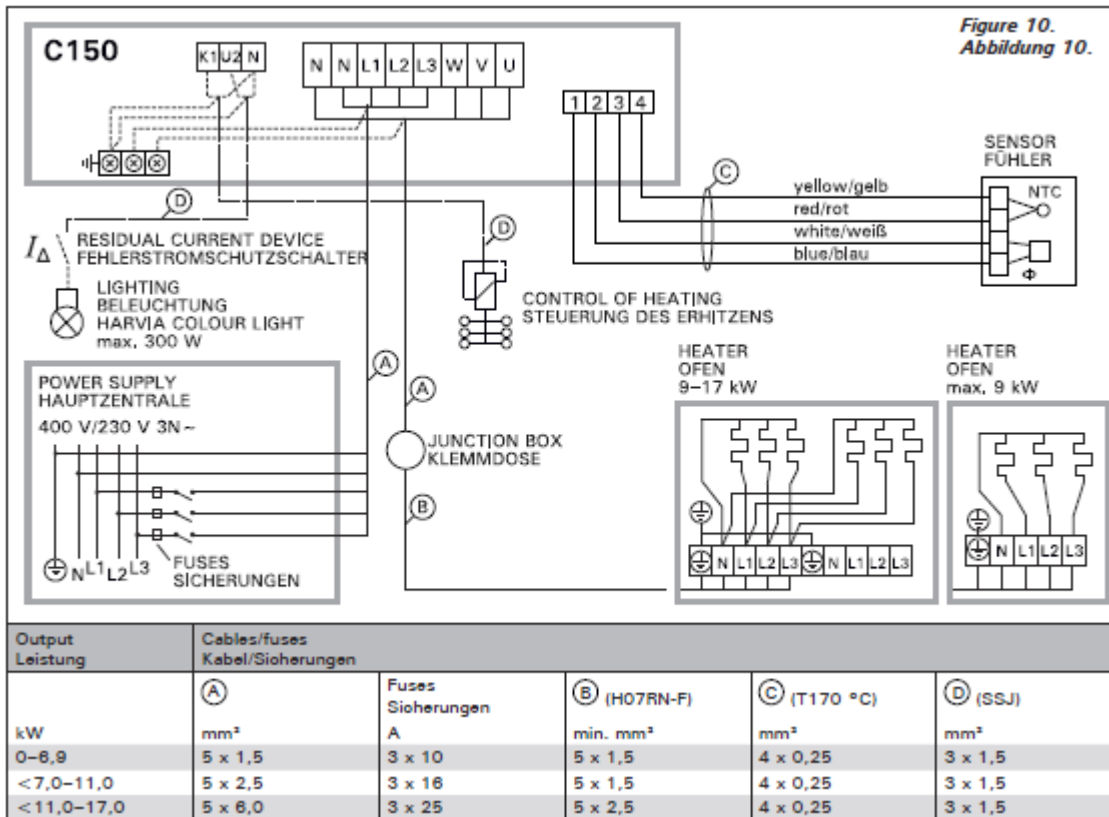 Figure 10.
Abbildung 10.
C150
K1 U2 N
N N L1 L2 L3 W V U
1 2 3 4
SENSOR
FÜHLER
NTC
C
yellow/gelb
red/rot
white/weiß
blue/blau
Φ
D
D
I∆
RESIDUAL CURRENT DEVICE
FEHLERSTROMSCHUTZSCHALTER
LIGHTING
BELEUCHTUNG
HARVIA COLOUR LIGHT
max. 300 W
CONTROL OF HEATING
STEUERUNG DES ERHITZENS
POWER SUPPLY
HAUPTZENTRALE
400 V/230 V 3N~
N L1 L2 L3
FUSES
SICHERUNGEN
A
A
JUNCTION BOX
KLEMMDOSE
B
HEATER
OFEN
9–17 kW
N L1 L2 L3 N L1 L2 L3
HEATER
OFEN
max. 9 kW
N L1 L2 L3
Output
Leistung
Cables/fuses
Kabel/Sicherungen
A
Fuses
Sicherungen
B (H07RN-F)
C (T170 °C)
D (SSJ)
kW mm² A min. mm² mm² mm²
0–6,9 5 x 1,5 3 x 10 5 x 1,5 4 x 0,25 3 x 1,5
<7,0–11,0 5 x 2,5 3 x 16 5 x 1,5 4 x 0,25 3 x 1,5
<11,0–17,0 5 x 6,0 3 x 25 5 x 2,5 4 x 0,25 3 x 1,5